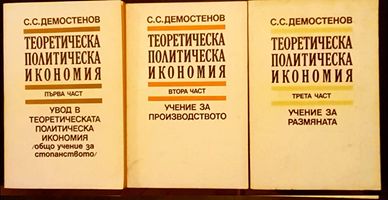 С.С.ДЕМОСТЕНОВ
ТЕОРЕТИЧЕСКА
ПОЛИТИЧЕСКА
ИКОНОМИЯ
ПЪРВА ЧАСТ
УВОД В
ТЕОРЕТИЧЕСКАТА
ПОЛИТИЧЕСКА
ИКОНОМИЯ
/общо учение за
стопанството/
С.С.ДЕМОСТЕНОВ
ТЕОРЕТИЧЕСКА
ПОЛИТИЧЕСКА
ИКОНОМИЯ
ВТОРА ЧАСТ
УЧЕНИЕ ЗА
ПРОИЗВОДСТВОТО
С.С.ДЕМОСТЕНОВ
ТЕОРЕТИЧЕСКА
ПОЛИТИЧЕСКА
ИКОНОМИЯ
ТРЕТА ЧАСТ
УЧЕНИЕ ЗА
РАЗМЯНАТА